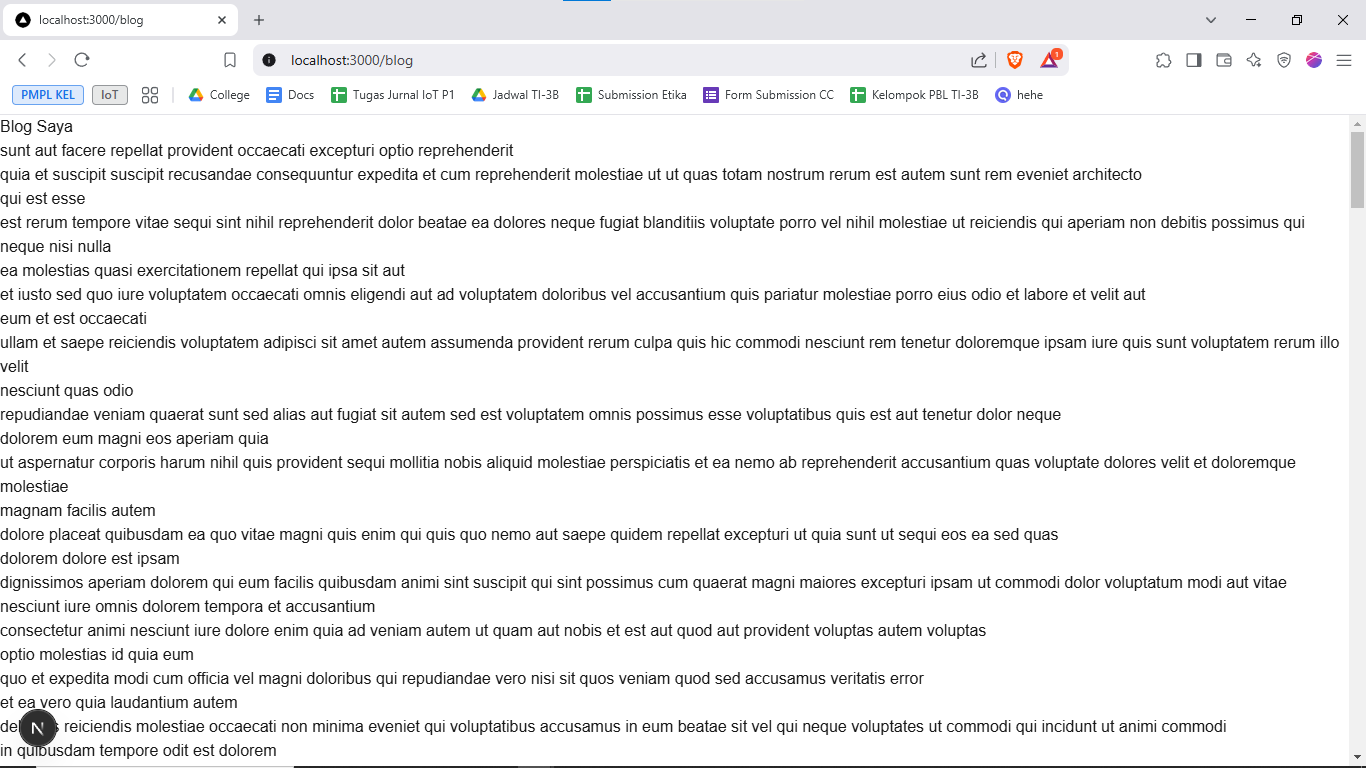 localhost:3000/blog
localhost:3000/blog
1
PMPL KEL
IoT
College
Docs
Tugas Jurnal IoT P1
Jadwal TI-3B
Submission Etika
Form Submission CC
Kelompok PBL TI-3B
hehe
Blog Saya
sunt aut facere repellat provident occaecati excepturi optio reprehenderit
quia et suscipit suscipit recusandae consequuntur expedita et cum reprehenderit molestiae ut ut quas totam nostrum rerum est autem sunt rem eveniet architecto
qui est esse
est rerum tempore vitae sequi sint nihil reprehenderit dolor beatae ea dolores neque fugiat blanditiis voluptate porro vel nihil molestiae ut reiciendis qui aperiam non debitis possimus qui
neque nisi nulla
ea molestias quasi exercitationem repellat qui ipsa sit aut
et iusto sed quo iure voluptatem occaecati omnis eligendi aut ad voluptatem doloribus vel accusantium quis pariatur molestiae porro eius odio et labore et velit aut
eum et est occaecati
ullam et saepe reiciendis voluptatem adipisci sit amet autem assumenda provident rerum culpa quis hic commodi nesciunt rem tenetur doloremque ipsam iure quis sunt voluptatem rerum illo
velit
nesciunt quas odio
repudiandae veniam quaerat sunt sed alias aut fugiat sit autem sed est voluptatem omnis possimus esse voluptatibus quis est aut tenetur dolor neque
dolorem eum magni eos aperiam quia
ut aspernatur corporis harum nihil quis provident sequi mollitia nobis aliquid molestiae perspiciatis et ea nemo ab reprehenderit accusantium quas voluptate dolores velit et doloremque
molestiae
magnam facilis autem
dolore placeat quibusdam ea quo vitae magni quis enim qui quis quo nemo aut saepe quidem repellat excepturi ut quia sunt ut sequi eos ea sed quas
dolorem dolore est ipsam
dignissimos aperiam dolorem qui eum facilis quibusdam animi sint suscipit qui sint possimus cum quaerat magni maiores excepturi ipsam ut commodi dolor voluptatum modi aut vitae
nesciunt iure omnis dolorem tempora et accusantium
consectetur animi nesciunt iure dolore enim quia ad veniam autem ut quam aut nobis et est aut quod aut provident voluptas autem voluptas
optio molestias id quia eum
quo et expedita modi cum officia vel magni doloribus qui repudiandae vero nisi sit quos veniam quod sed accusamus veritatis error
et ea vero quia laudantium autem
reiciendis molestiae occaecati non minima eveniet qui voluptatibus accusamus in eum beatae sit vel qui neque voluptates ut commodi qui incidunt ut animi commodi
N
in quibusdam tempore odit est dolorem